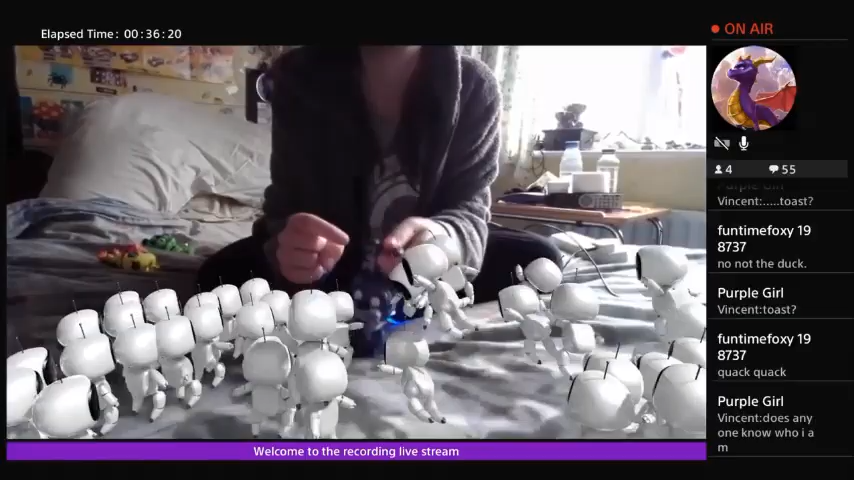 Elapsed Time: 00:36:20
ON AIR
4
55
Purple Girl
Vincent:.....toast?
funtimefoxy 19
8737
no not the duck.
Purple Girl
Vincent:toast?
funtimefoxy 19
8737
quack quack
Purple Girl
Vincent:does any
one know who i a
m
Welcome to the recording live stream